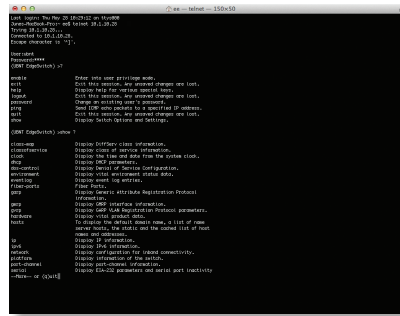 ee — telnet — 150×50
Last login: Thu May 28 10:29:12 on ttys000
Junes-MacBook-Pro:~ ee$ telnet 10.1.10.28
Trying 10.1.10.28...
Connected to 10.1.10.28.
Escape character is '^]'.
User:ubnt
Password:****
(UBNT EdgeSwitch) >?
enable Enter into user privilege mode.
exit Exit this session. Any unsaved changes are lost.
help Display help for various special keys.
logout Exit this session. Any unsaved changes are lost.
password Change an existing user's password.
ping Send ICMP echo packets to a specified IP address.
quit Exit this session. Any unsaved changes are lost.
show Display Switch Options and Settings.
(UBNT EdgeSwitch) >show ?
class-map Display DiffServ class information.
classofservice Display class of service information.
clock Display the time and date from the system clock.
dhcp Display DHCP parameters.
dos-control Display Denial of Service Configuration.
environment Display vital environment status data.
eventlog Display event log entries.
fiber-ports Fiber Ports.
garp Display Generic Attribute Registration Protocol
information.
gmrp Display GMRP interface information.
gvrp Display GARP VLAN Registration Protocol parameters.
hardware Display vital product data.
hosts To display the default domain name, a list of name
server hosts, the static and the cached list of host
names and addresses.
ip Display IP information.
ipv6 Display IPv6 information.
network Display configuration for inband connectivity.
platform Display information of the switch.
port-channel Display port-channel information.
serial Display EIA-232 parameters and serial port inactivity
--More-- or (q)uit